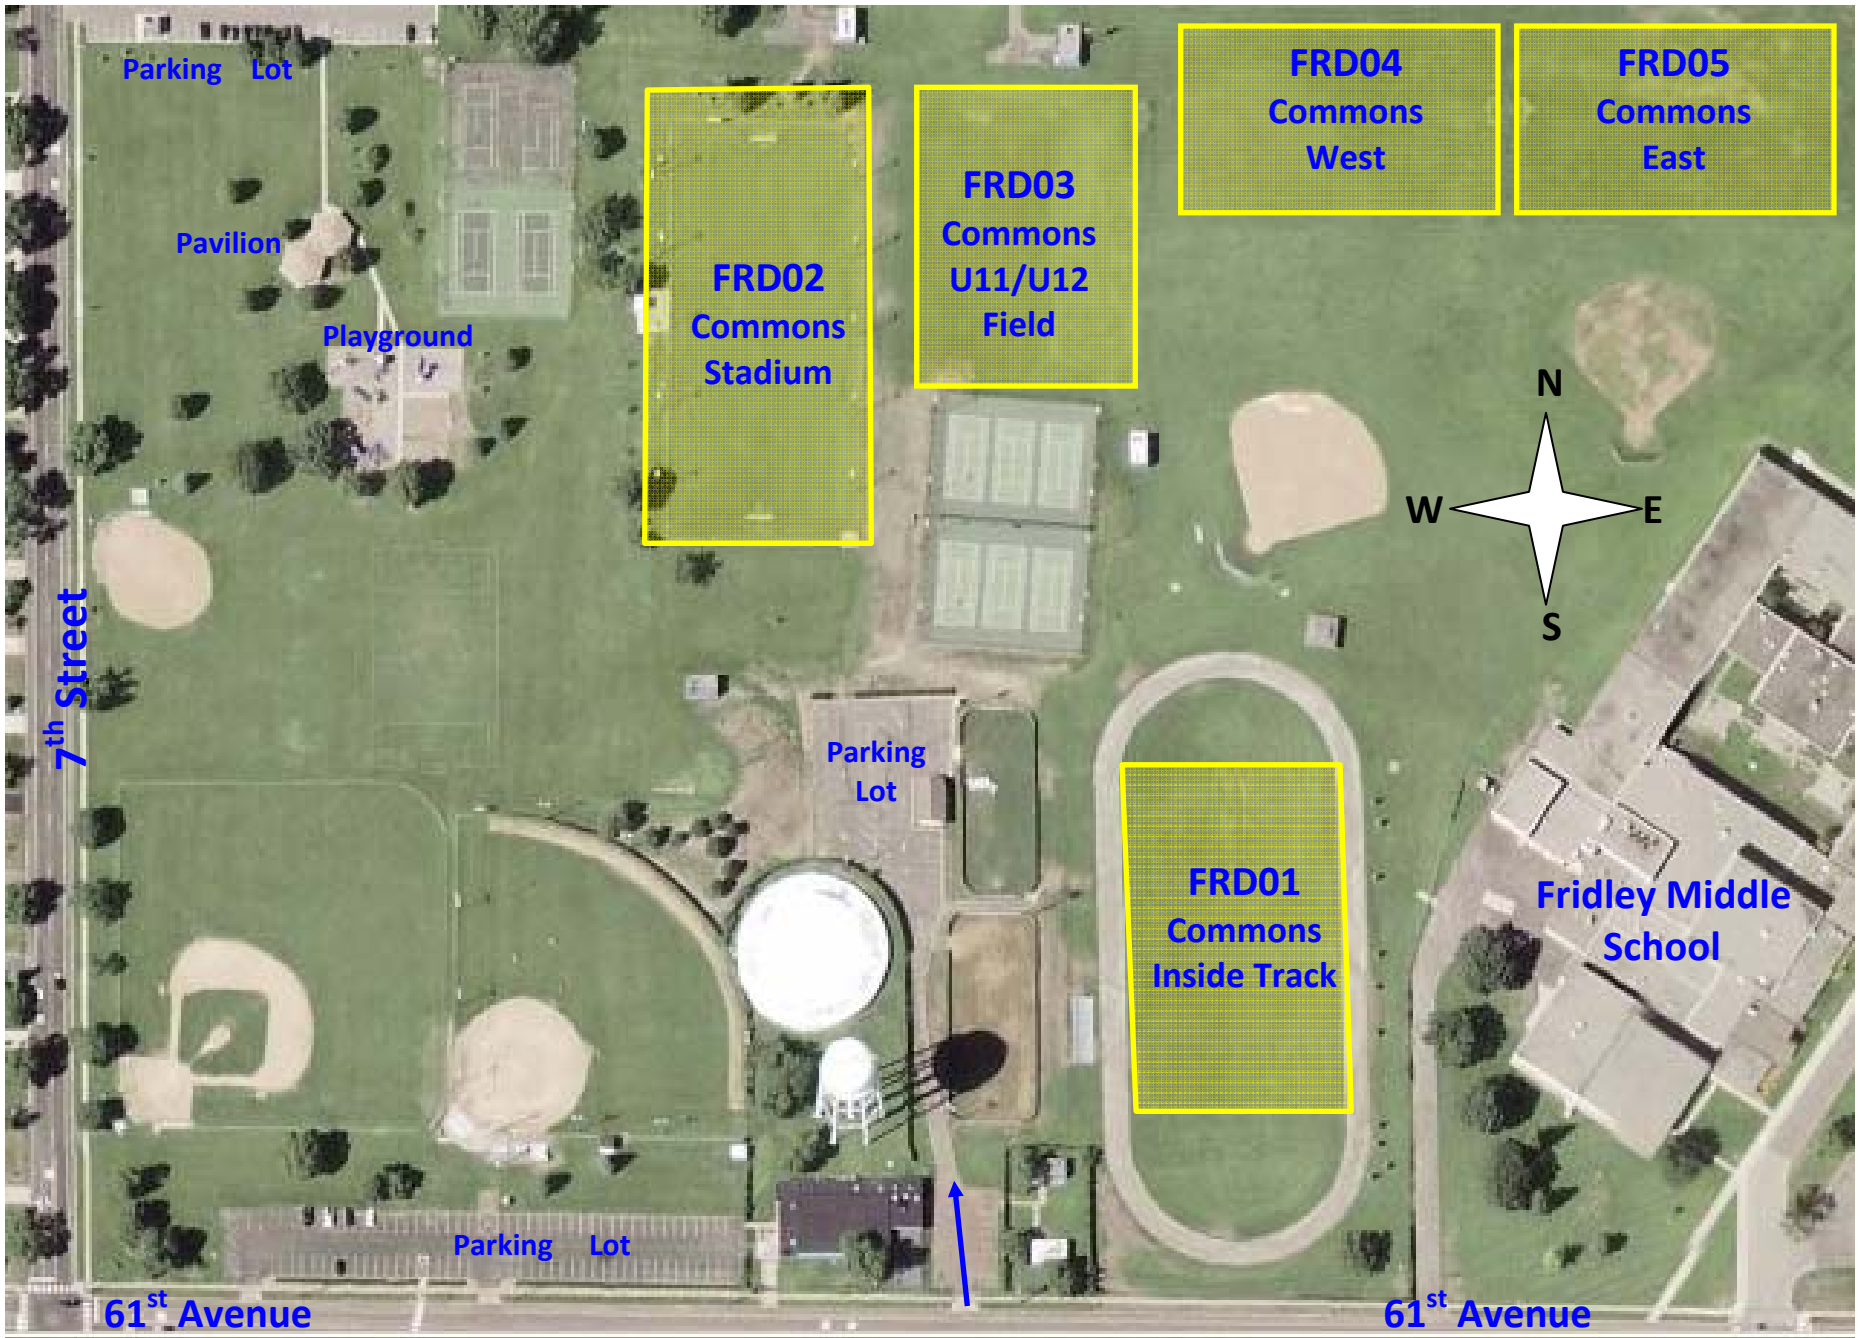 Parking Lot
FRD04
Commons
West
FRD05
Commons
East
Pavilion
FRD02
Commons
Stadium
FRD03
Commons
U11/U12
Field
Playground
N
W
E
S
7th Street
Parking
Lot
FRD01
Commons
Inside Track
Fridley Middle
School
Parking Lot
61st Avenue
61st Avenue